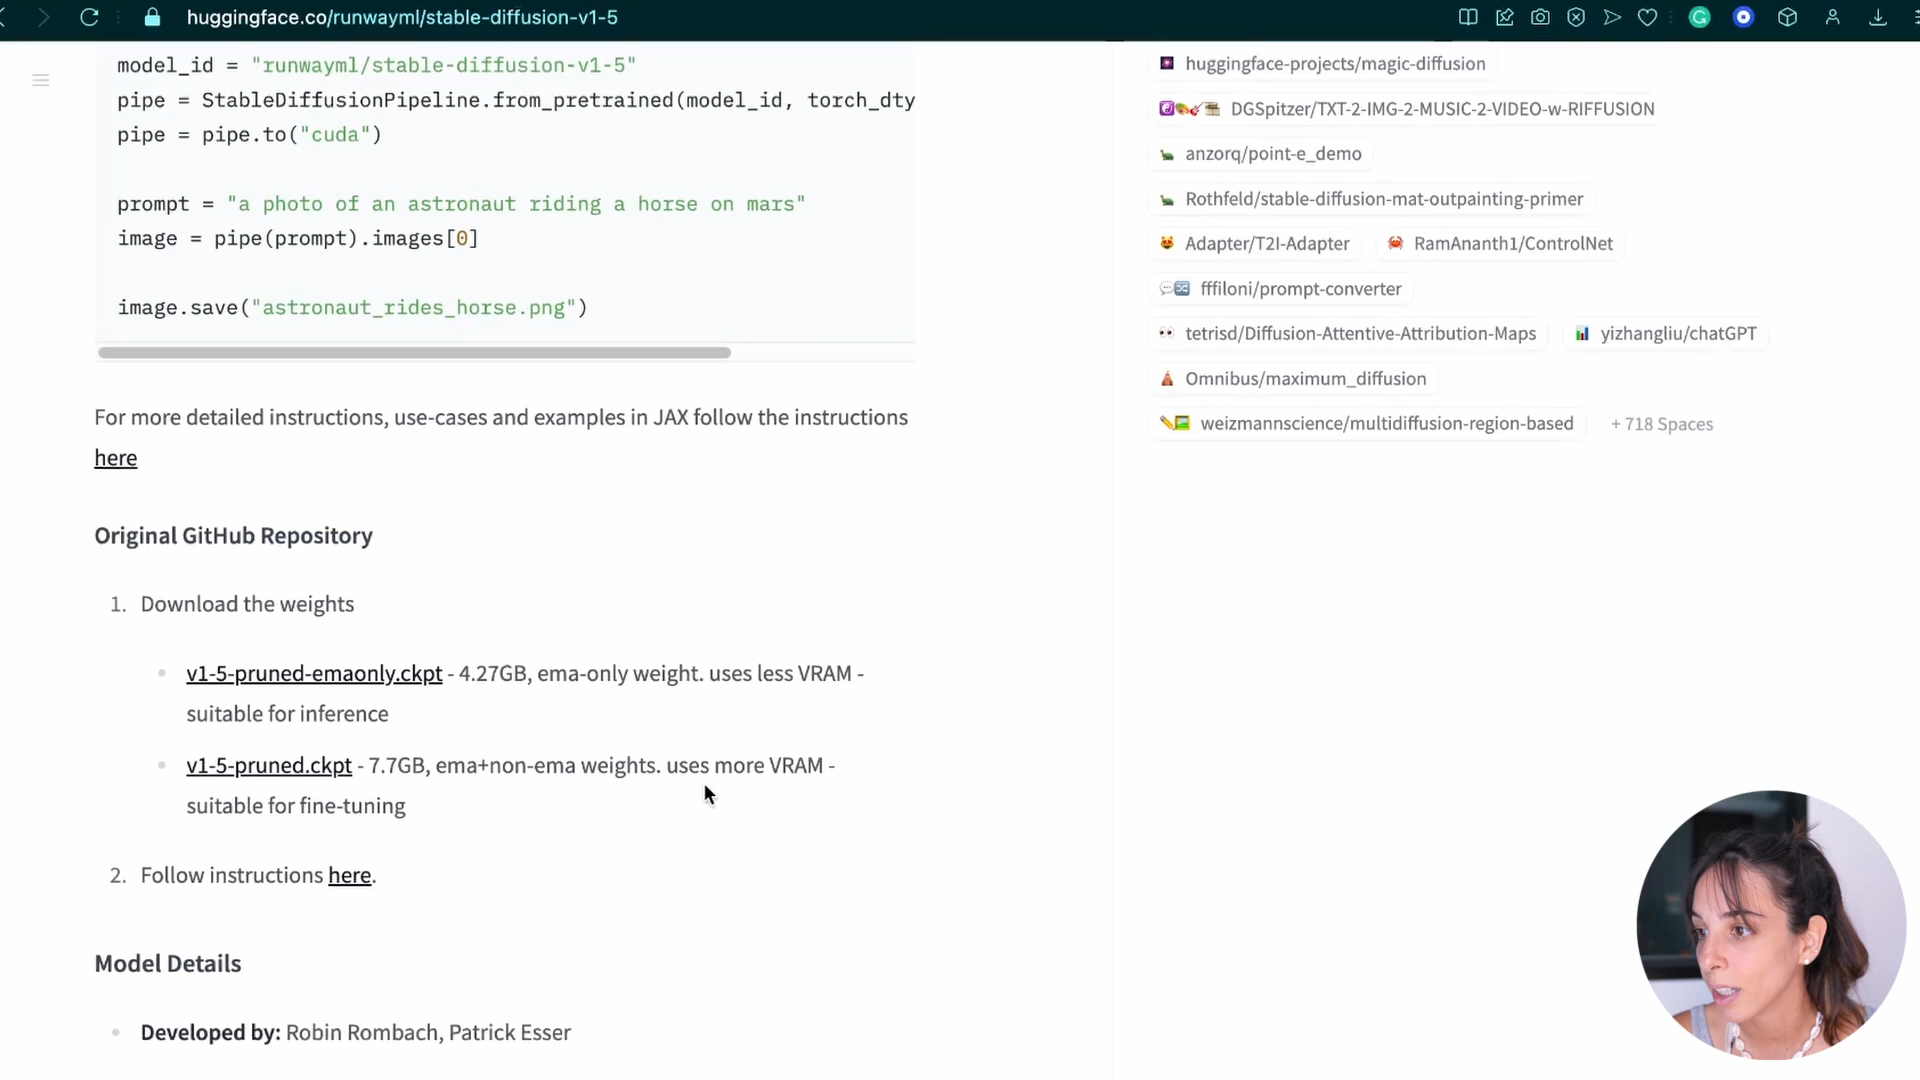 huggingface.co/runwayml/stable-diffusion-v1-5
model_id = "runwayml/stable-diffusion-v1-5"
pipe = StableDiffusionPipeline.from_pretrained(model_id, torch_dty
pipe = pipe.to("cuda")
prompt = "a photo of an astronaut riding a horse on mars"
image = pipe(prompt).images[0]
image.save("astronaut_rides_horse.png")
For more detailed instructions, use-cases and examples in JAX follow the instructions
here
Original GitHub Repository
1. Download the weights
v1-5-pruned-emaonly.ckpt - 4.27GB, ema-only weight. uses less VRAM -
suitable for inference
v1-5-pruned.ckpt - 7.7GB, ema+non-ema weights. uses more VRAM -
suitable for fine-tuning
2. Follow instructions here.
Model Details
Developed by: Robin Rombach, Patrick Esser
huggingface-projects/magic-diffusion
DGSpitzer/TXT-2-IMG-2-MUSIC-2-VIDEO-w-RIFFUSION
anzorq/point-e_demo
Rothfeld/stable-diffusion-mat-outpainting-primer
Adapter/T2I-Adapter RamAnanth1/ControlNet
fffiloni/prompt-converter
tetrisd/Diffusion-Attentive-Attribution-Maps yizhangliu/chatGPT
Omnibus/maximum_diffusion
weizmannscience/multidiffusion-region-based + 718 Spaces